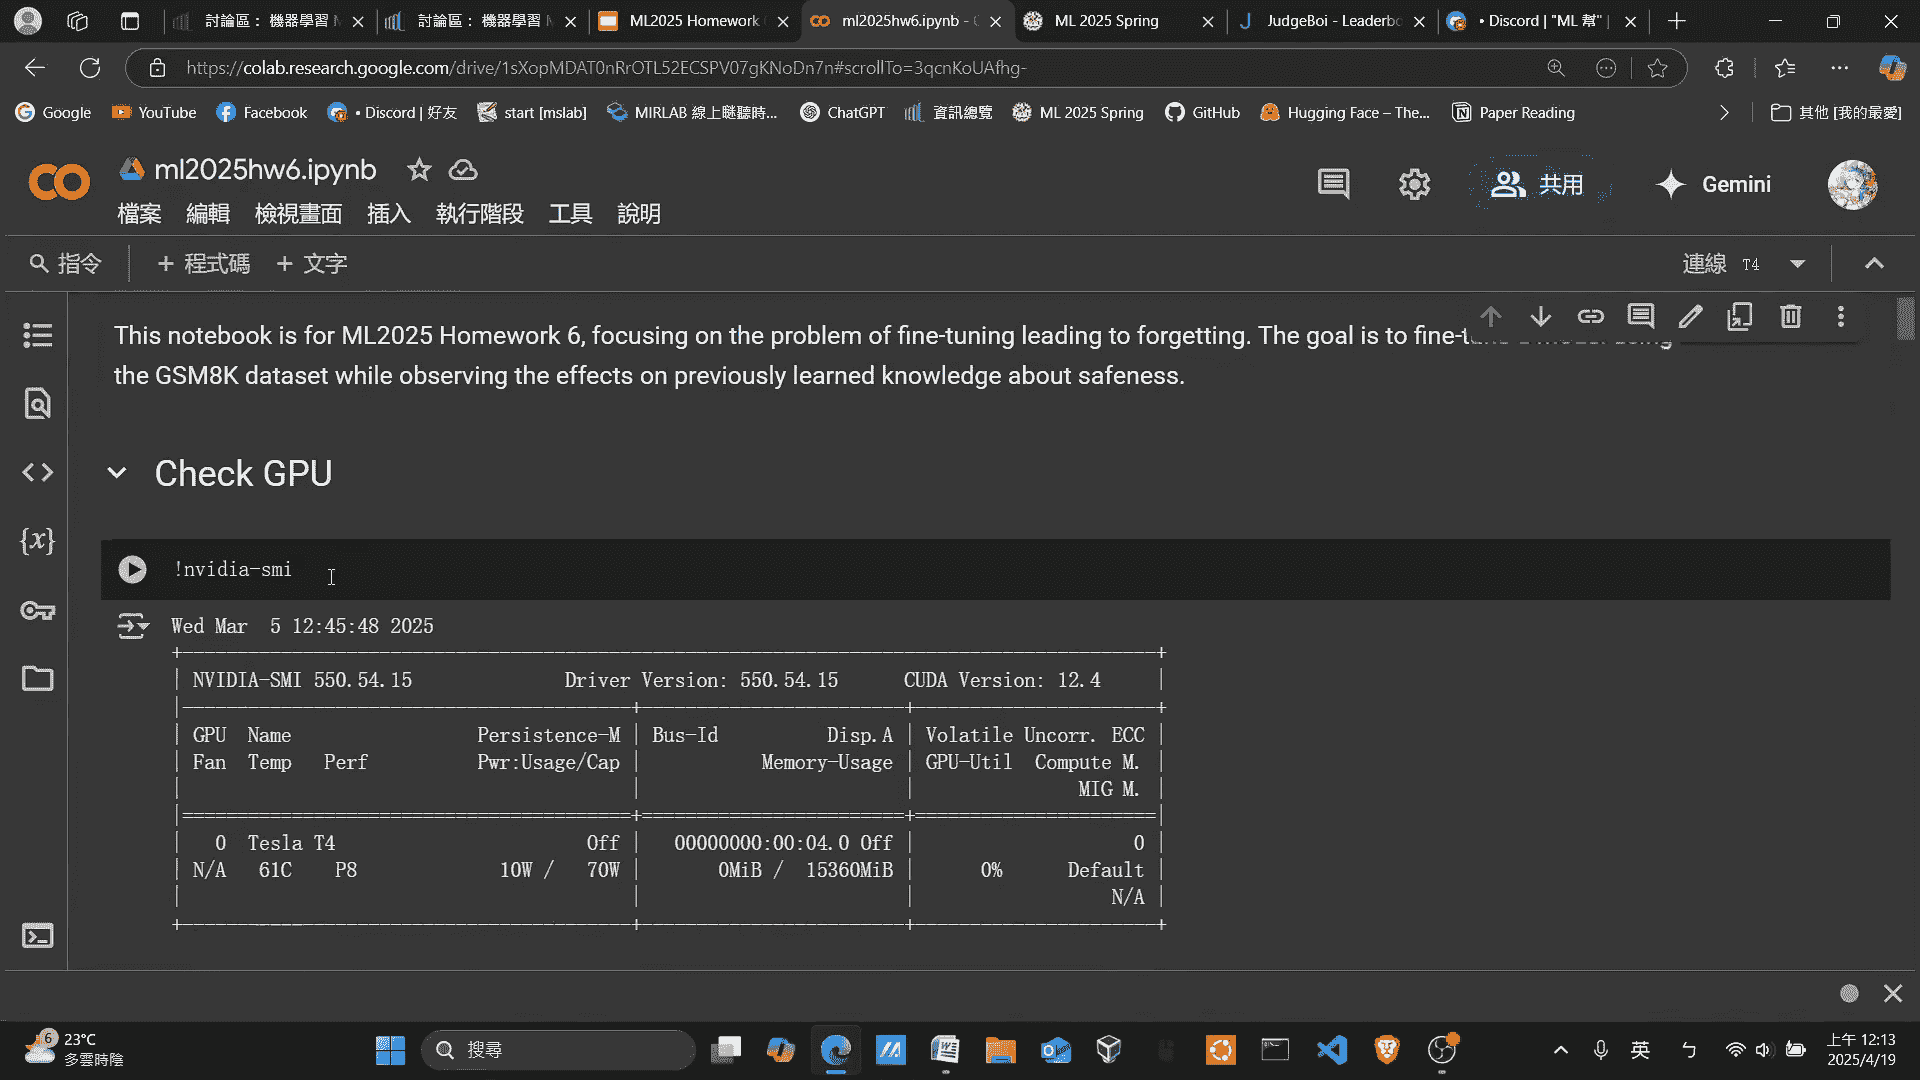 討論區： 機器學習 M
討論區： 機器學習 M
ML2025 Homework
ml2025hw6.ipynb - C
ML 2025 Spring
JudgeBoi - Leaderbo
• Discord | "ML 幫" |
https://colab.research.google.com/drive/1sXopMDAT0nRrOTL52ECSPV07gKNoDn7n#scrollTo=3qcnKoUAfhg-
Google
YouTube
Facebook
• Discord | 好友
start [mslab]
MIRLAB 線上瞇聽時...
ChatGPT
資訊總覽
ML 2025 Spring
GitHub
Hugging Face – The...
Paper Reading
其他 [我的最愛]
ml2025hw6.ipynb
共用
Gemini
檔案 編輯 檢視畫面 插入 執行階段 工具 說明
指令 + 程式碼 + 文字
連線 T4
This notebook is for ML2025 Homework 6, focusing on the problem of fine-tuning leading to forgetting. The goal is to
the GSM8K dataset while observing the effects on previously learned knowledge about safeness.
Check GPU
!nvidia-smi
Wed Mar 5 12:45:48 2025
NVIDIA-SMI 550.54.15 Driver Version: 550.54.15 CUDA Version: 12.4
GPU Name Persistence-M | Bus-Id Disp.A | Volatile Uncorr. ECC
Fan Temp Perf Pwr:Usage/Cap | Memory-Usage | GPU-Util Compute M.
MIG M.
0 Tesla T4 Off | 00000000:00:04.0 Off | 0
N/A 61C P8 10W / 70W | 0MiB / 15360MiB | 0% Default
N/A
6
23°C
多雲時陰
搜尋
英
ㄅ
上午 12:13
2025/4/19